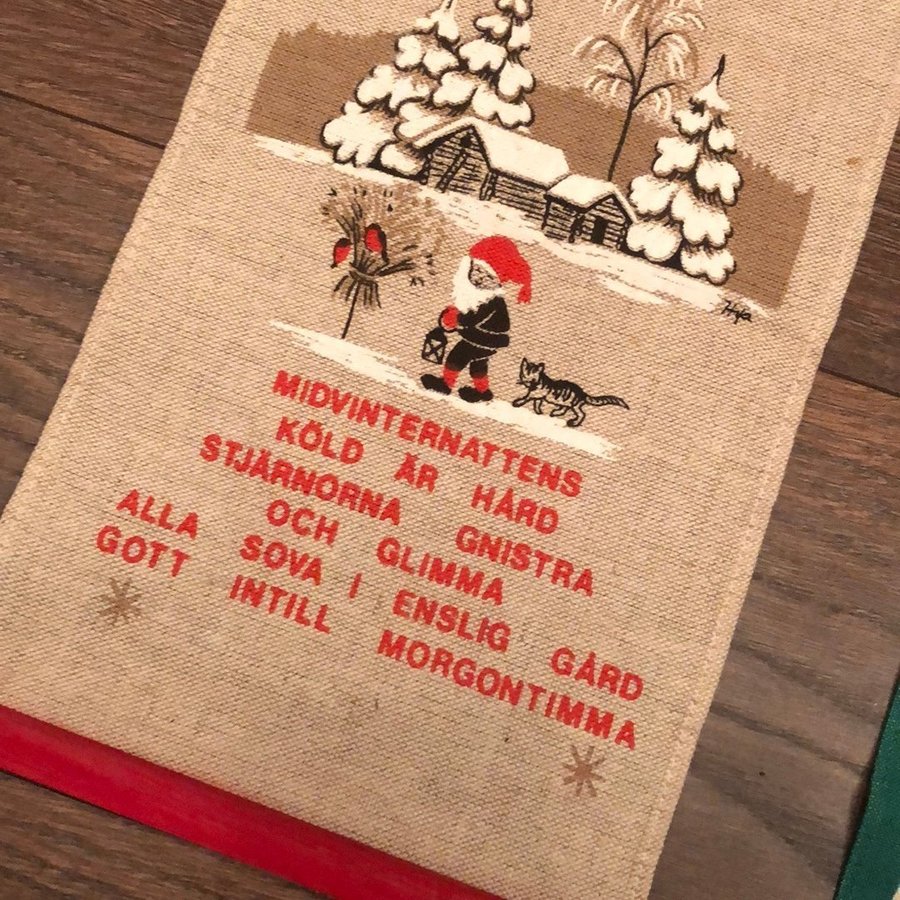 MIDVINTERNATTENS
KÖLD ÄR HÅRD
STJÄRNORNA GNISTRA
OCH GLIMMA
ALLA SOVA I ENSLIG GÅRD
GOTT INTILL MORGONTIMMA